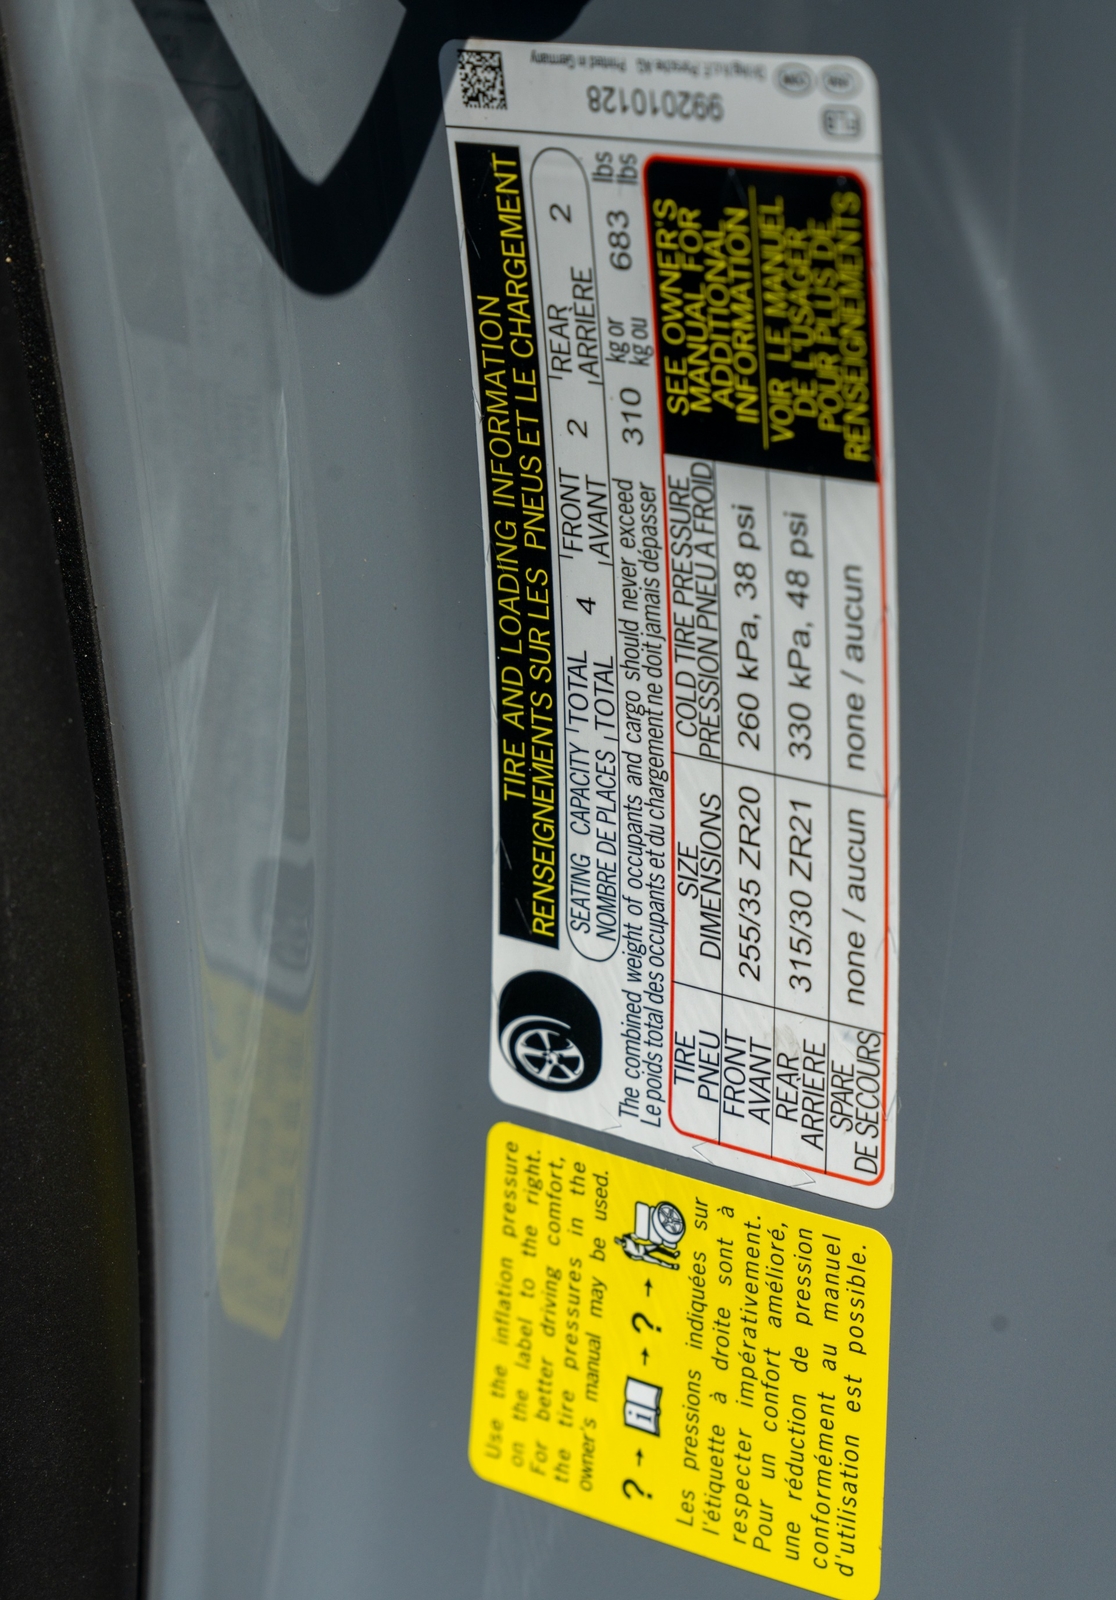 TIRE AND LOADING INFORMATION
RENSEIGNEMENTS SUR LES PNEUS ET LE CHARGEMENT
SEATING CAPACITY TOTAL 4 FRONT 2 REAR 2
NOMBRE DE PLACES TOTAL AVANT ARRIÈRE
The combined weight of occupants and cargo should never exceed 310 kg or 683 lbs
Le poids total des occupants et du chargement ne doit jamais dépasser kg ou lbs
TIRE SIZE COLD TIRE PRESSURE
PNEU DIMENSIONS PRESSION PNEU A FROID
FRONT 255/35 ZR20 260 kPa, 38 psi
AVANT
REAR 315/30 ZR21 330 kPa, 48 psi
ARRIERE
SPARE none / aucun none / aucun
DE SECOURS
SEE OWNER'S
MANUAL FOR
ADDITIONAL
INFORMATION
VOIR LE MANUEL
DE L'USAGER
POUR PLUS DE
RENSEIGNEMENTS
992010128
Porsche AG Printed in Germany
Use the inflation pressure
on the label to the right.
For better driving comfort,
the tire pressures in the
owner's manual may be used.
? → i → ? →
Les pressions indiquées sur
l'étiquette à droite sont à
respecter impérativement.
Pour un confort amélioré,
une réduction de pression
conformément au manuel
d'utilisation est possible.